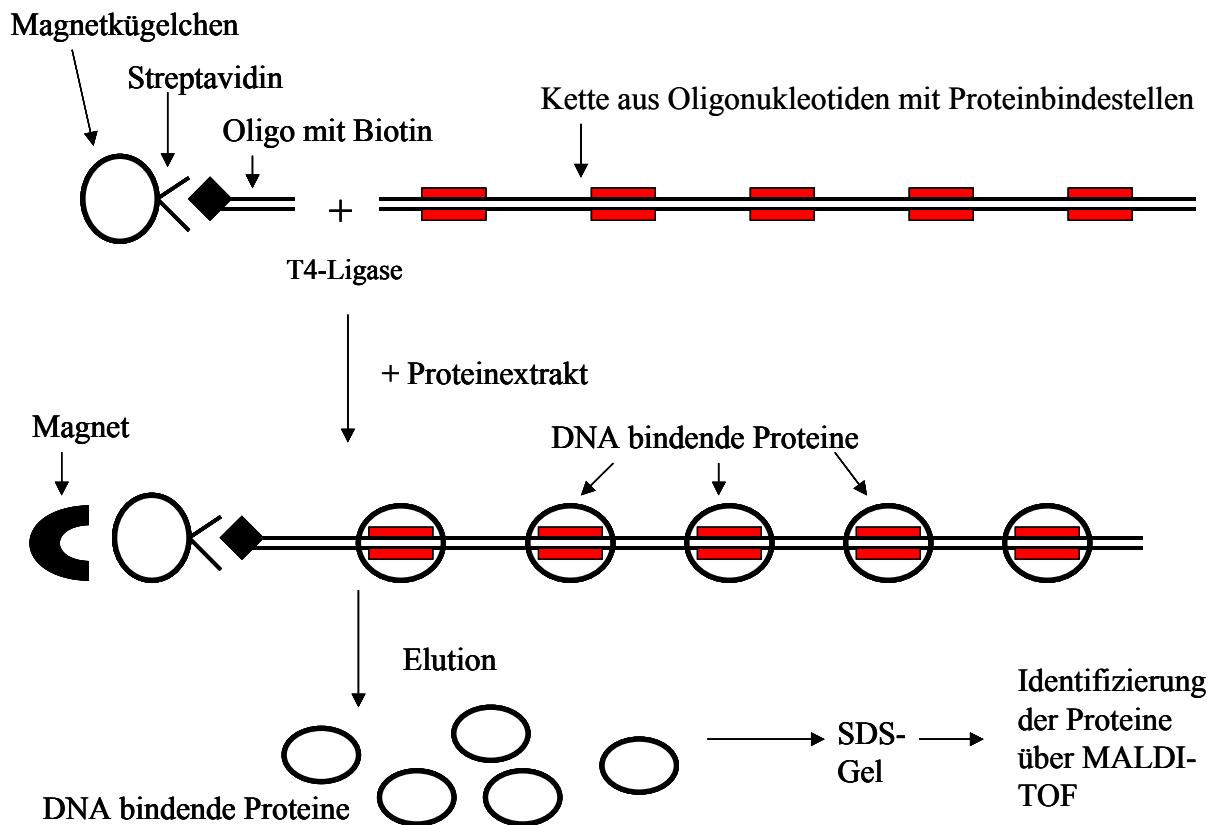 Magnetkügelchen
Streptavidin
Oligo mit Biotin
Kette aus Oligonukleotiden mit Proteinbindestellen
+
T4-Ligase
+ Proteinextrakt
Magnet
DNA bindende Proteine
Elution
DNA bindende Proteine
SDS-
Gel
Identifizierung
der Proteine
über MALDI-
TOF